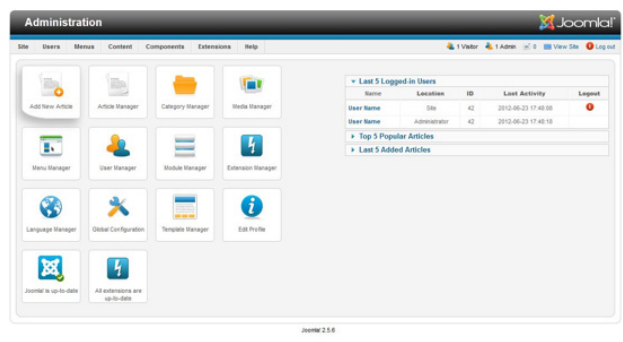 Administration
Joomla!
Site Users Menus Content Components Extensions Help
1 Visitor 1 Admin 0 View Site Log out
Add New Article Article Manager Category Manager Media Manager
Menu Manager User Manager Module Manager Extension Manager
Language Manager Global Configuration Template Manager Edit Profile
Joomla! is up-to-date All extensions are
up-to-date
Last 5 Logged-in Users
Name Location ID Last Activity Logout
User Name Site 42 2012-06-23 17:46:56
User Name Administrator 42 2012-06-23 17:46:18
Top 5 Popular Articles
Last 5 Added Articles
Joomla! 2.5.6